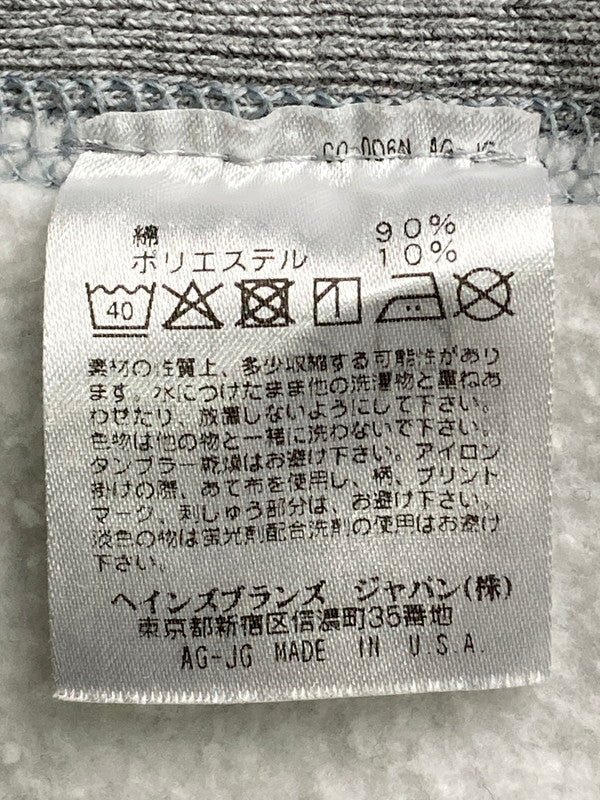 綿 90%
ポリエステル 10%
40
素材の性質上、多少収縮する可能性があり
ます。水につけたまま他の洗濯物と重ねあ
わせたり、放置しないようにして下さい。
色物は他の物と一緒に洗わないで下さい。
タンブラー乾燥はお避け下さい。アイロン
掛けの際、あて布を使用し、柄、プリント
マーク、刺しゅう部分は、お避け下さい。
淡色の物は蛍光剤配合洗剤の使用はお避け
下さい。
ヘインズブランズ ジャパン(株)
東京都新宿区信濃町35番地
AG-JG MADE IN U.S.A.